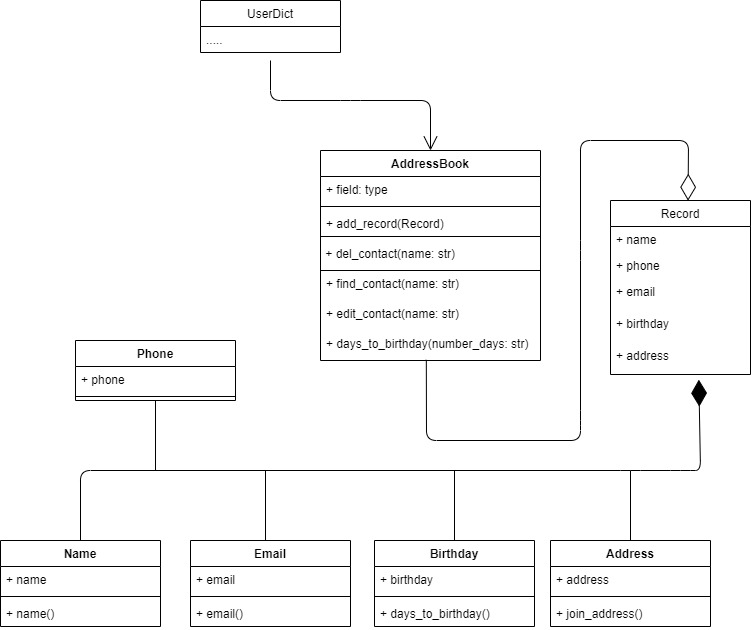 UserDict
.....
AddressBook
+ field: type
+ add_record(Record)
+ del_contact(name: str)
+ find_contact(name: str)
+ edit_contact(name: str)
+ days_to_birthday(number_days: str)
Record
+ name
+ phone
+ email
+ birthday
+ address
Phone
+ phone
Name
+ name
+ name()
Email
+ email
+ email()
Birthday
+ birthday
+ days_to_birthday()
Address
+ address
+ join_address()